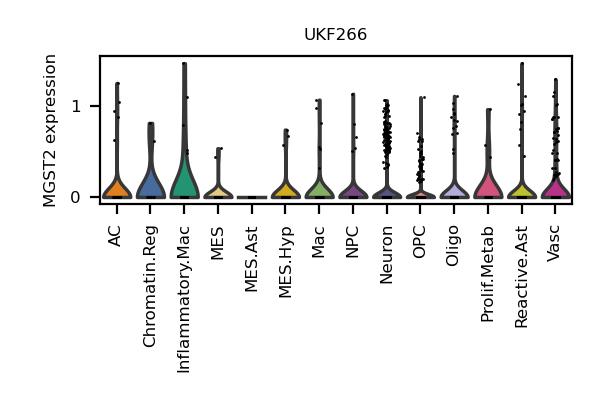 UKF266
MGST2 expression
1
0
AC
Chromatin.Reg
Inflammatory.Mac
MES
MES.Ast
MES.Hyp
Mac
NPC
Neuron
OPC
Oligo
Prolif.Metab
Reactive.Ast
Vasc